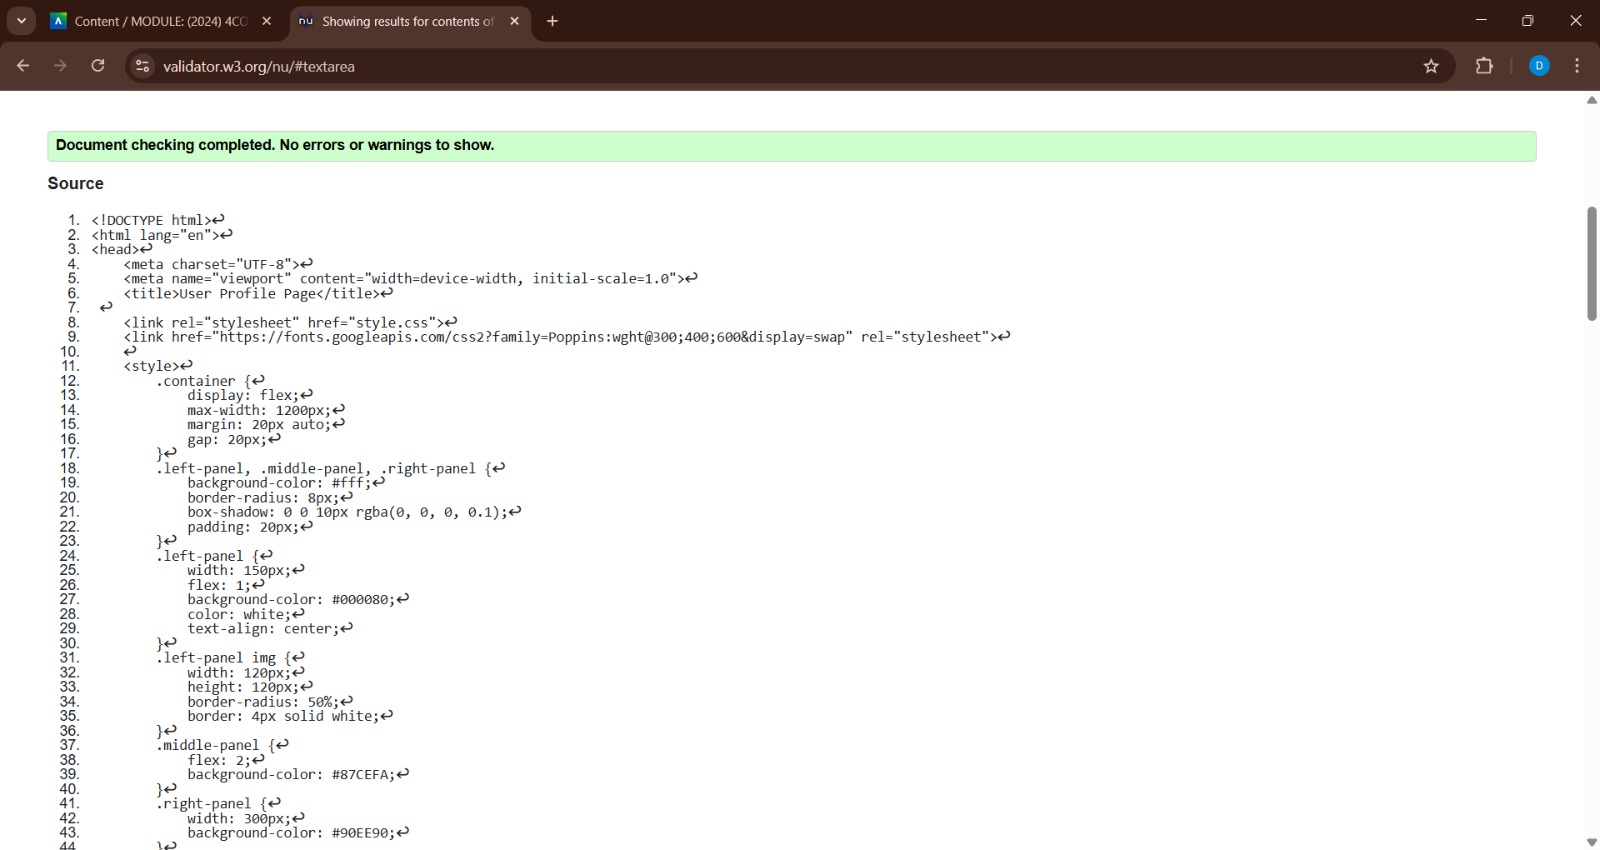 Content / MODULE: (2024) 4CO
nu Showing results for contents of
validator.w3.org/nu/#textarea
D
Document checking completed. No errors or warnings to show.
Source
1. <!DOCTYPE html>↩
2. <html lang="en">↩
3. <head>↩
4.     <meta charset="UTF-8">↩
5.     <meta name="viewport" content="width=device-width, initial-scale=1.0">↩
6.     <title>User Profile Page</title>↩
7.  ↩
8.     <link rel="stylesheet" href="style.css">↩
9.     <link href="https://fonts.googleapis.com/css2?family=Poppins:wght@300;400;600&display=swap" rel="stylesheet">↩
10.     ↩
11.     <style>↩
12.         .container {↩
13.             display: flex;↩
14.             max-width: 1200px;↩
15.             margin: 20px auto;↩
16.             gap: 20px;↩
17.         }↩
18.         .left-panel, .middle-panel, .right-panel {↩
19.             background-color: #fff;↩
20.             border-radius: 8px;↩
21.             box-shadow: 0 0 10px rgba(0, 0, 0, 0.1);↩
22.             padding: 20px;↩
23.         }↩
24.         .left-panel {↩
25.             width: 150px;↩
26.             flex: 1;↩
27.             background-color: #000080;↩
28.             color: white;↩
29.             text-align: center;↩
30.         }↩
31.         .left-panel img {↩
32.             width: 120px;↩
33.             height: 120px;↩
34.             border-radius: 50%;↩
35.             border: 4px solid white;↩
36.         }↩
37.         .middle-panel {↩
38.             flex: 2;↩
39.             background-color: #87CEFA;↩
40.         }↩
41.         .right-panel {↩
42.             width: 300px;↩
43.             background-color: #90EE90;↩
44.         }↩